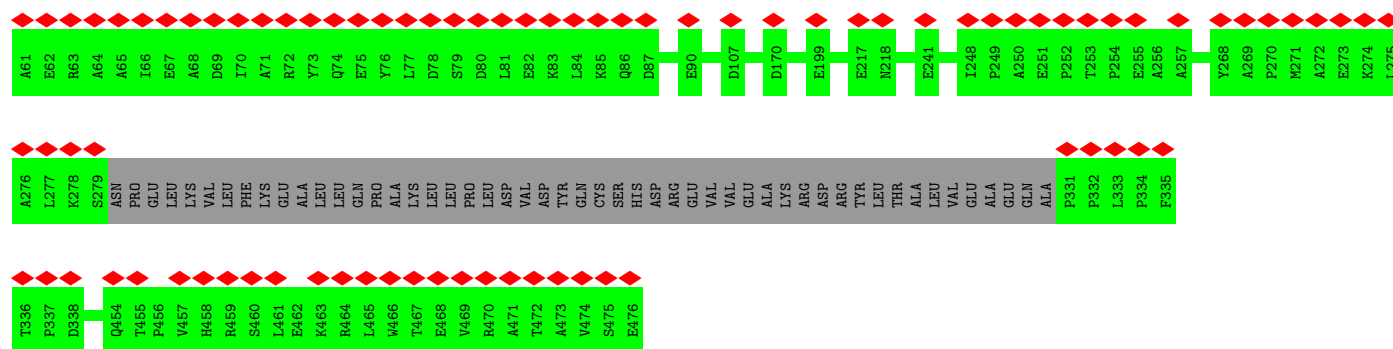 A61 E62 R63 A64 A65 I66 E67 A68 D69 I70 A71 R72 Y73 Q74 E75 Y76 L77 D78 S79 D80 L81 E82 K83 L84 K85 Q86 D87 E90 D107 D170 E199 E217 N218 E241 I248 P249 A250 E251 P252 T253 P254 E255 A256 A257 Y268 A269 P270 M271 A272 E273 K274 L275
A276 L277 K278 S279 ASN PRO GLU LEU LYS VAL LEU PHE LYS GLU ALA LEU LEU GLN PRO ALA LYS LEU LEU PRO LEU ASP VAL ASP TYR GLN CYS SER HIS ASP ARG GLU VAL VAL GLU ALA LYS ARG ASP ARG TYR LEU THR ALA LEU VAL GLU ALA GLU GLN ALA P331 P332 L333 P334 F335
T336 P337 D338 Q454 T455 P456 V457 H458 R459 S460 L461 E462 K463 R464 L465 W466 T467 E468 V469 R470 A471 T472 A473 V474 S475 E476